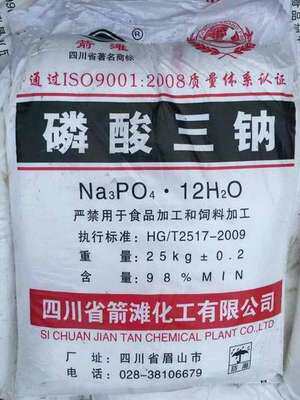 箭滩 ®
四川省著名商标
通过ISO9001:2008质量体系认证
磷酸三钠
Na₃PO₄·12H₂O
严禁用于食品加工和饲料加工
执行标准：HG/T2517-2009
重量：25kg±0.2
含量：98%MIN
四川省箭滩化工有限公司
SI CHUAN JIAN TAN CHEMICAL PLANT CO.,LTD
厂址：四川省眉山市
电话：028-38106679
防潮